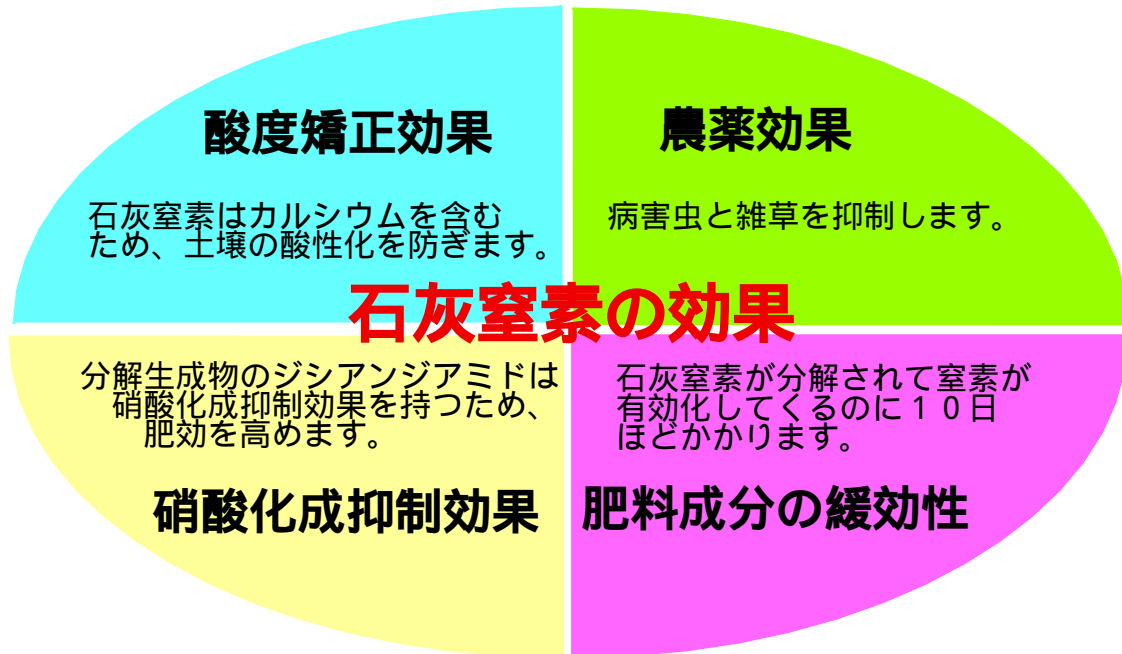 酸度矯正効果
石灰窒素はカルシウムを含む
ため、土壌の酸性化を防ぎます。
農薬効果
病害虫と雑草を抑制します。
石灰窒素の効果
分解生成物のジシアンジアミドは
硝酸化成抑制効果を持つため、
肥効を高めます。
硝酸化成抑制効果
石灰窒素が分解されて窒素が
有効化してくるのに１０日
ほどかかります。
肥料成分の緩効性